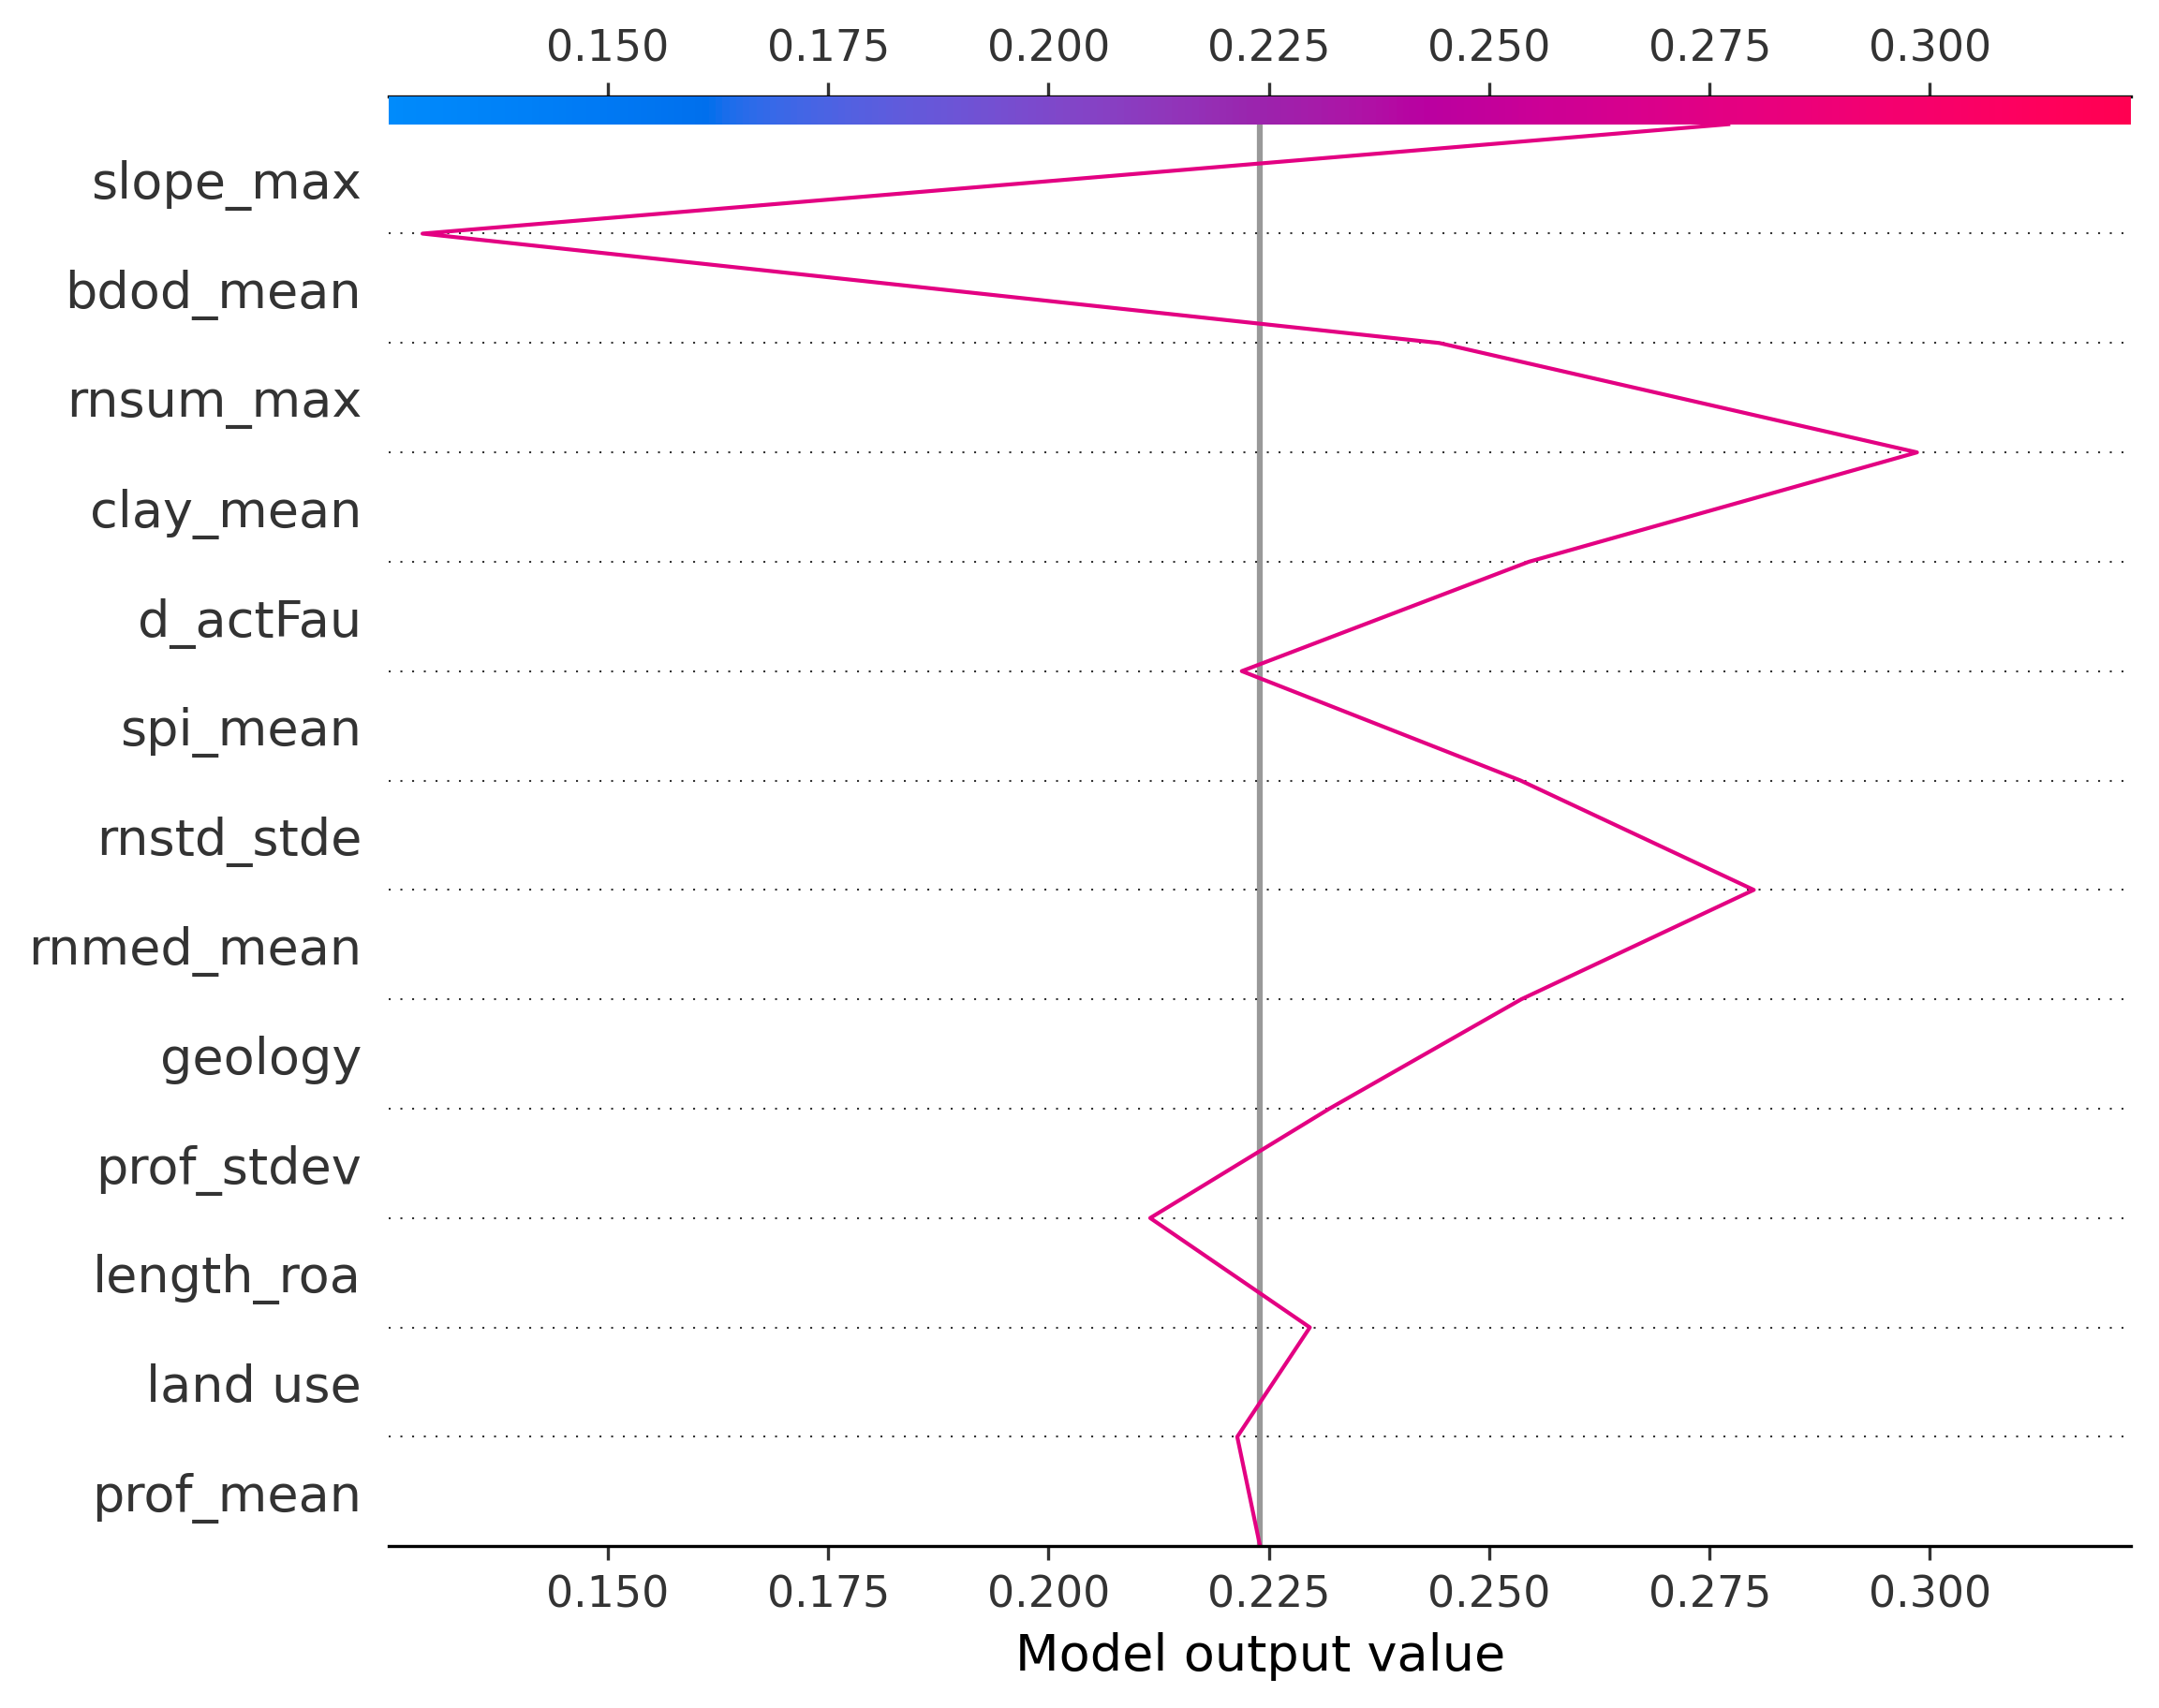 0.150 0.175 0.200 0.225 0.250 0.275 0.300
slope_max
bdod_mean
rnsum_max
clay_mean
d_actFau
spi_mean
rnstd_stde
rnmed_mean
geology
prof_stdev
length_roa
land use
prof_mean
0.150 0.175 0.200 0.225 0.250 0.275 0.300
Model output value